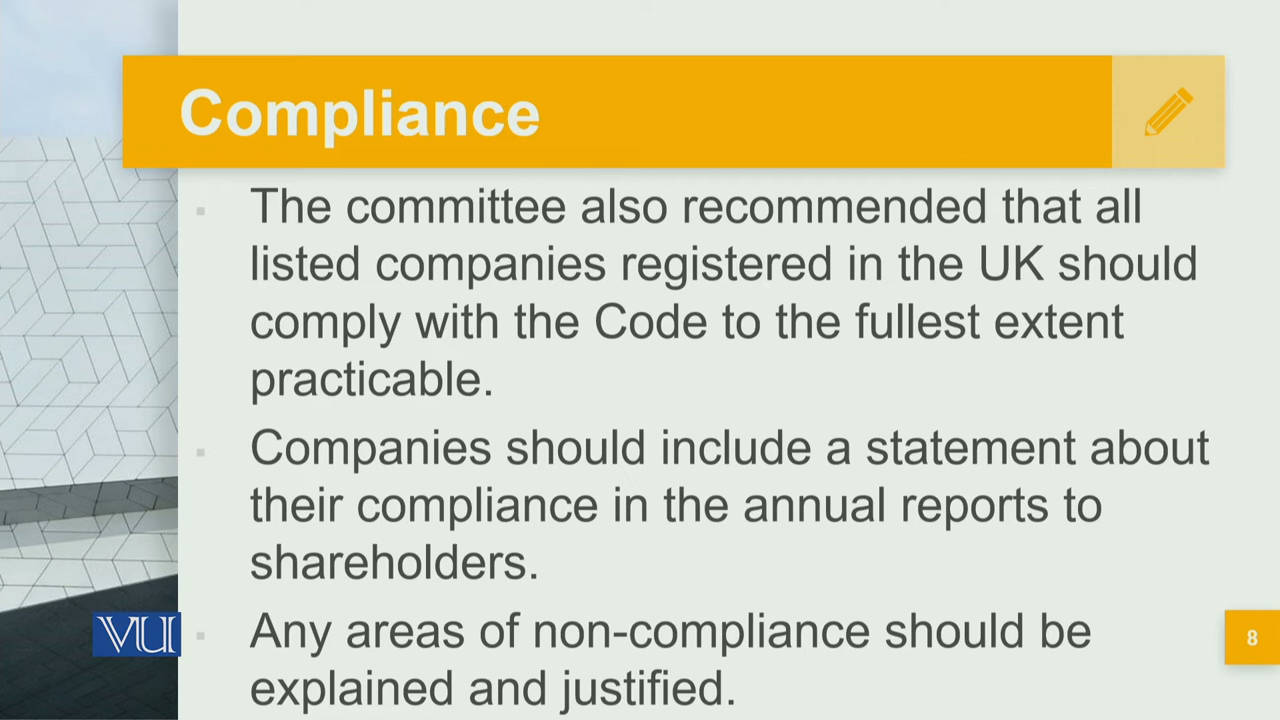 Compliance
The committee also recommended that all
listed companies registered in the UK should
comply with the Code to the fullest extent
practicable.
Companies should include a statement about
their compliance in the annual reports to
shareholders.
Any areas of non-compliance should be
explained and justified.
VU
8